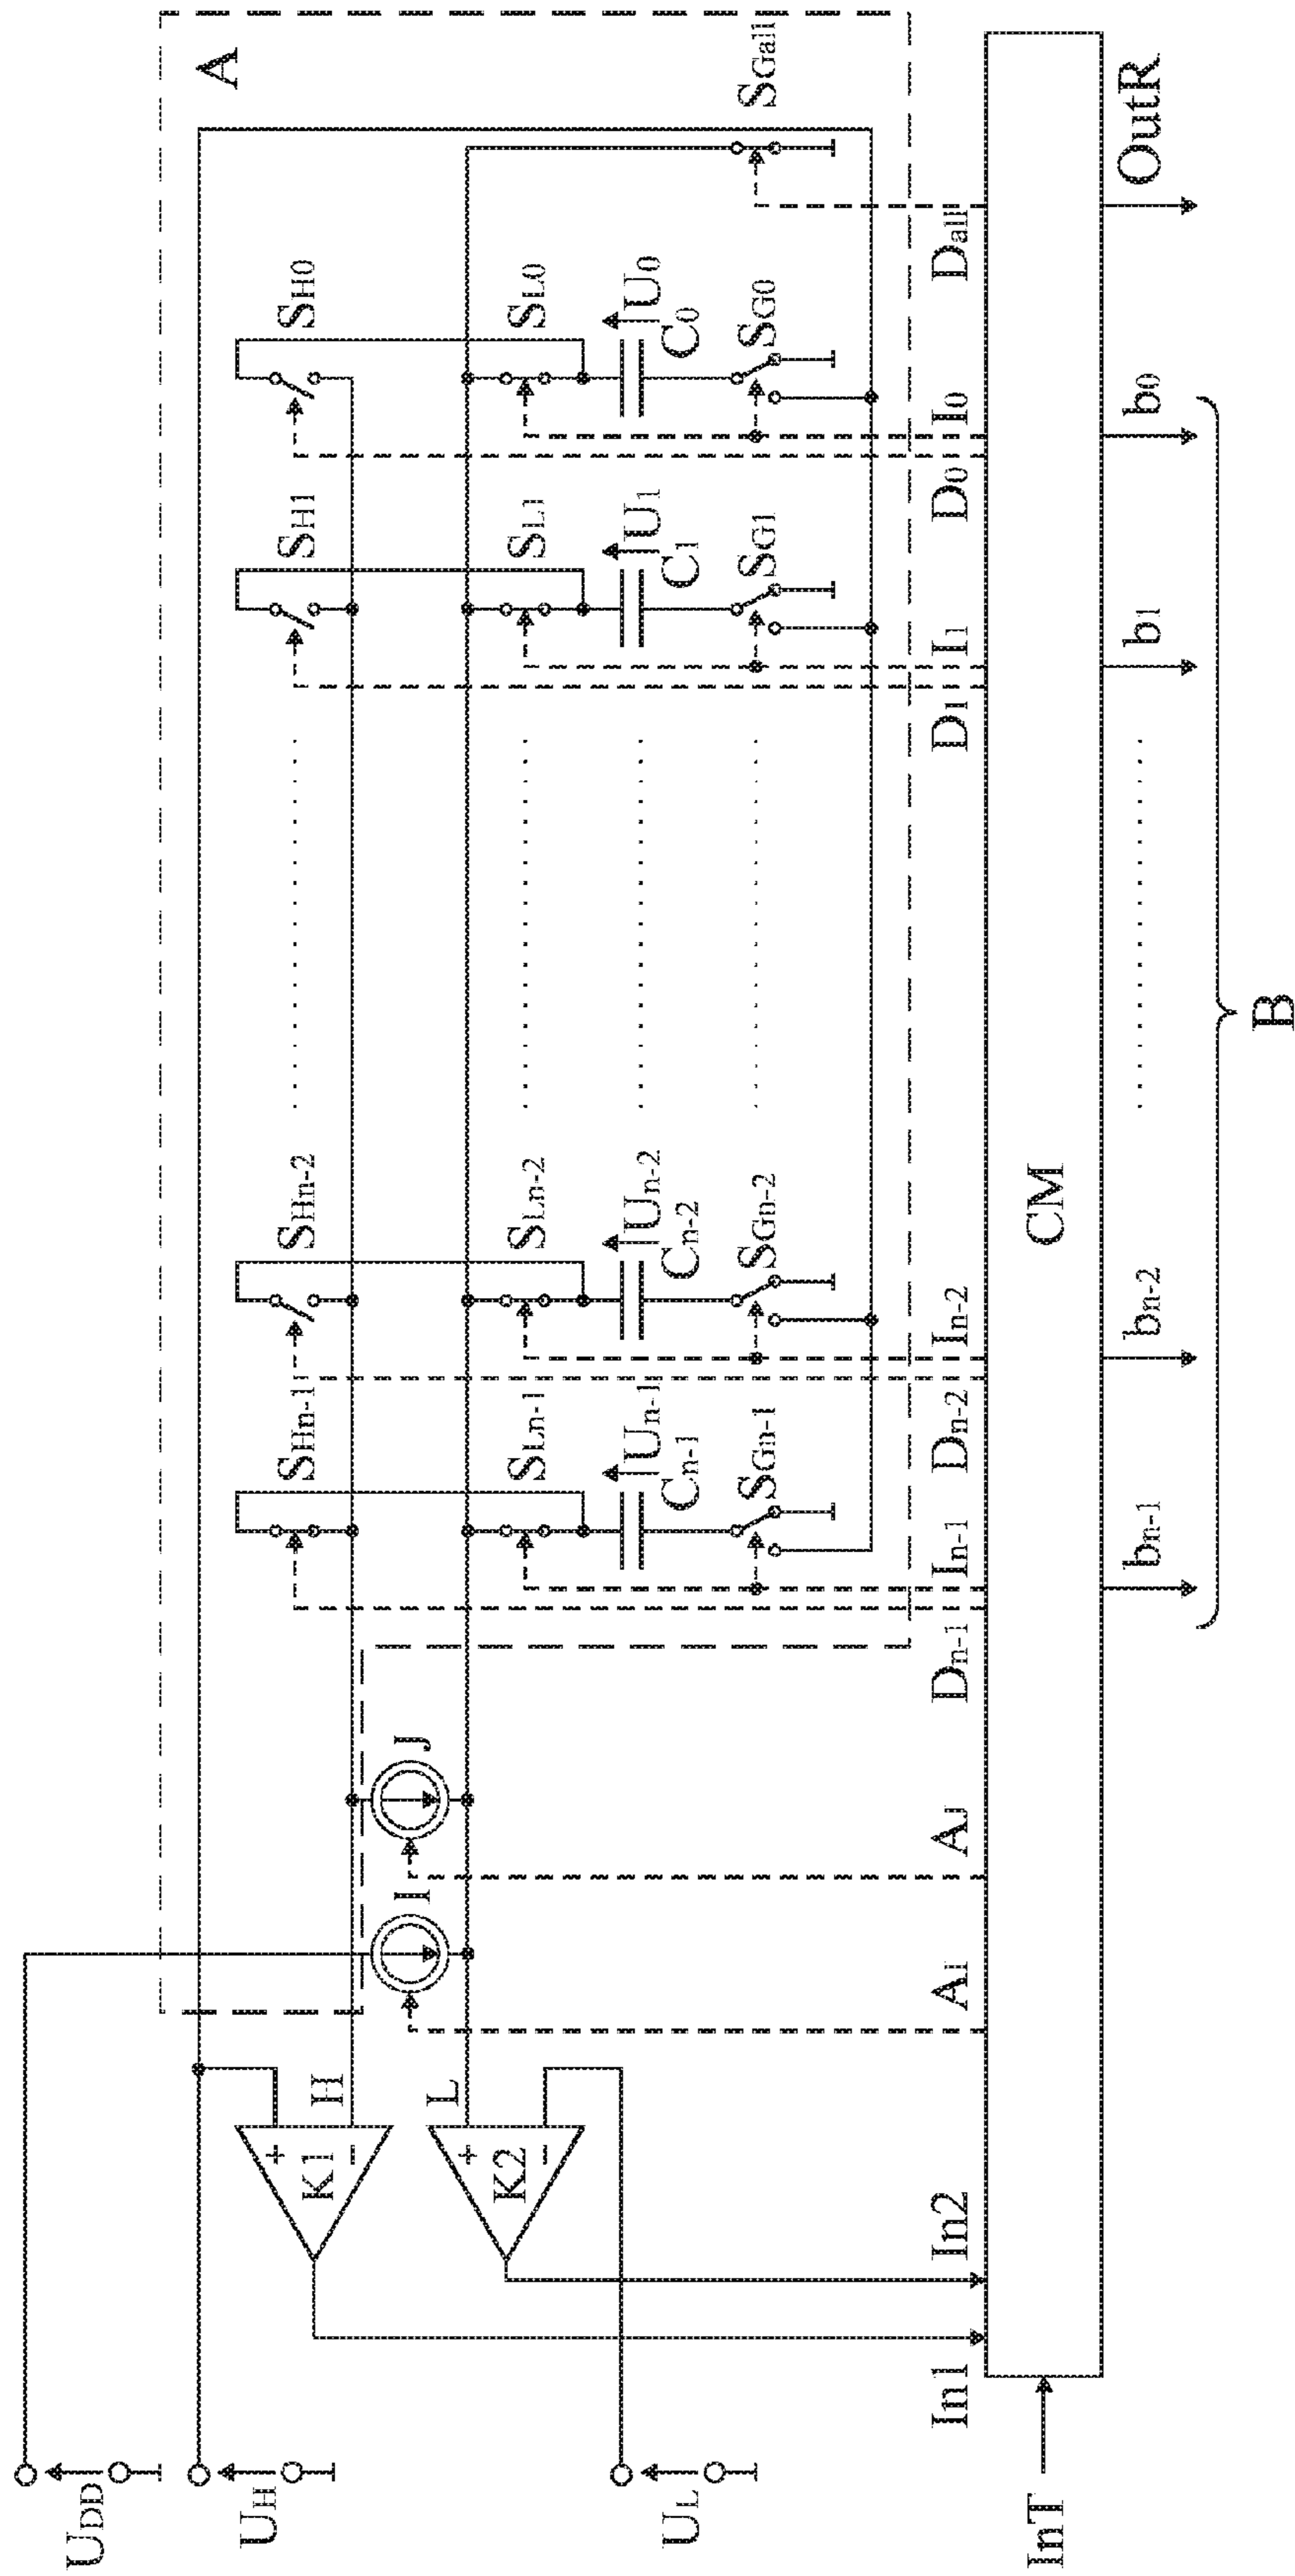 UDD
UH
UL
InT
A
K1
H
+
−
K2
L
+
−
I
J
SHn-1
SHn-2
SH1
SH0
SLn-1
SLn-2
SL1
SL0
Un-1
Un-2
U1
U0
Cn-1
Cn-2
C1
C0
SGn-1
SGn-2
SG1
SG0
SGall
In1
In2
AI
AJ
Dn-1
In-1
Dn-2
In-2
D1
I1
D0
I0
Dall
CM
bn-1
bn-2
b1
b0
OutR
B